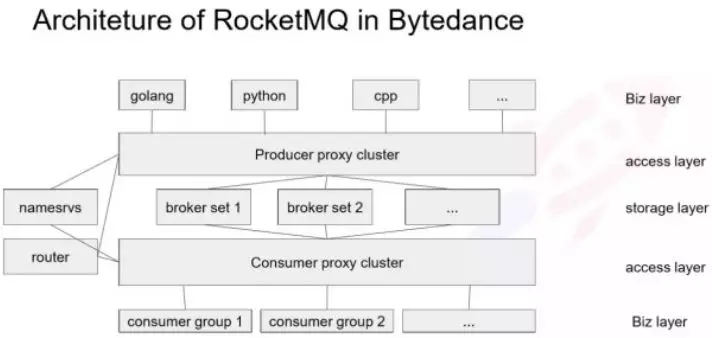 Architeture of RocketMQ in Bytedance
golang python cpp ... Biz layer
Producer proxy cluster access layer
namesrvs broker set 1 broker set 2 ... storage layer
router Consumer proxy cluster access layer
consumer group 1 consumer group 2 ... Biz layer